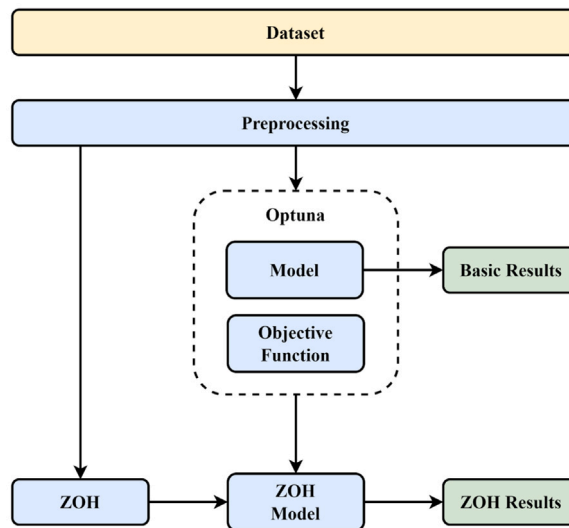 Dataset
Preprocessing
Optuna
Model
Basic Results
Objective
Function
ZOH
ZOH
Model
ZOH Results